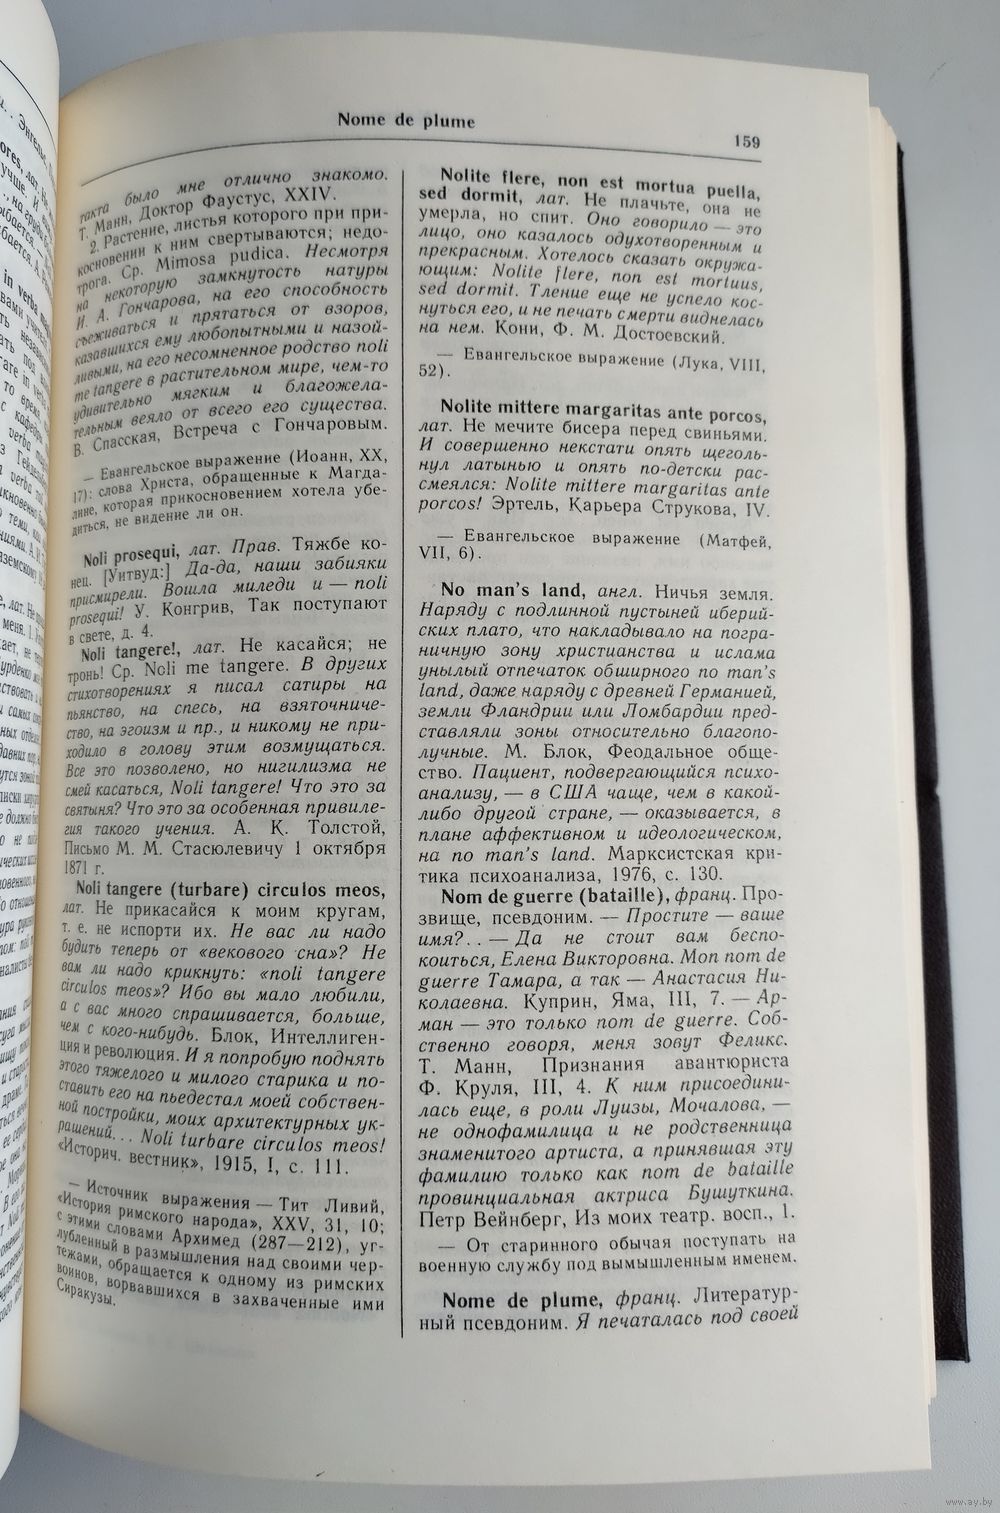 Nome de plume
159
такта было мне отлично знакомо.
Т. Манн, Доктор Фаустус, XXIV.
2. Растение, листья которого при при-
косновении к ним свертываются; недо-
трога. Ср. Mimosa pudica. Несмотря
на некоторую замкнутость натуры
И. А. Гончарова, на его способность
съеживаться и прятаться от взоров,
казавшихся ему любопытными и назой-
ливыми, на его несомненное родство noli
me tangere в растительном мире, чем-то
удивительно мягким и благожела-
тельным веяло от всего его существа.
В. Спасская, Встреча с Гончаровым.
— Евангельское выражение (Иоанн, XX,
17): слова Христа, обращенные к Магда-
лине, которая прикосновением хотела убе-
диться, не видение ли он.
Noli prosequi, лат. Прав. Тяжбе ко-
нец. [Уитвуд:] Да-да, наши забияки
присмирели. Вошла миледи и — noli
prosequi! У. Конгрив, Так поступают
в свете, д. 4.
Noli tangere!, лат. Не касайся; не
тронь! Ср. Noli me tangere. В других
стихотворениях я писал сатиры на
пьянство, на спесь, на взяточниче-
ство, на эгоизм и пр., и никому не при-
ходило в голову этим возмущаться.
Все это позволено, но нигилизма не
смей касаться, Noli tangere! Что это за
святыня? Что это за особенная привиле-
гия такого учения. А. К. Толстой,
Письмо М. М. Стасюлевичу 1 октября
1871 г.
Noli tangere (turbare) circulos meos,
лат. Не прикасайся к моим кругам,
т. е. не испорти их. Не вас ли надо
будить теперь от «векового сна»? Не
вам ли надо крикнуть: «noli tangere
circulos meos»? Ибо вы мало любили,
а с вас много спрашивается, больше,
чем с кого-нибудь. Блок, Интеллиген-
ция и революция. И я попробую поднять
этого тяжелого и милого старика и по-
ставить его на пьедестал моей собствен-
ной постройки, моих архитектурных ук-
рашений... Noli turbare circulos meos!
«Историч. вестник», 1915, I, с. 111.
— Источник выражения — Тит Ливий,
«История римского народа», XXV, 31, 10;
с этими словами Архимед (287—212), уг-
лубленный в размышления над своими чер-
тежами, обращается к одному из римских
воинов, ворвавшихся в захваченные ими
Сиракузы.
Nolite flere, non est mortua puella,
sed dormit, лат. Не плачьте, она не
умерла, но спит. Оно говорило — это
лицо, оно казалось одухотворенным и
прекрасным. Хотелось сказать окружа-
ющим: Nolite flere, non est mortuus,
sed dormit. Тление еще не успело кос-
нуться его, и не печать смерти виднелась
на нем. Кони, Ф. М. Достоевский.
— Евангельское выражение (Лука, VIII,
52).
Nolite mittere margaritas ante porcos,
лат. Не мечите бисера перед свиньями.
И совершенно некстати опять щеголь-
нул латынью и опять по-детски рас-
смеялся: Nolite mittere margaritas ante
porcos! Эртель, Карьера Струкова, IV.
— Евангельское выражение (Матфей,
VII, 6).
No man's land, англ. Ничья земля.
Наряду с подлинной пустыней иберий-
ских плато, что накладывало на погра-
ничную зону христианства и ислама
унылый отпечаток обширного no man's
land, даже наряду с древней Германией,
земли Фландрии или Ломбардии пред-
ставляли зоны относительно благопо-
лучные. М. Блок, Феодальное обще-
ство. Пациент, подвергающийся психо-
анализу, — в США чаще, чем в какой-
либо другой стране, — оказывается, в
плане аффективном и идеологическом,
на no man's land. Марксистская кри-
тика психоанализа, 1976, с. 130.
Nom de guerre (bataille), франц. Про-
звище, псевдоним. — Простите — ваше
имя?.. — Да не стоит вам беспо-
коиться, Елена Викторовна. Mon nom de
guerre Тамара, а так — Анастасия Ни-
колаевна. Куприн, Яма, III, 7. — Ар-
ман — это только nom de guerre. Соб-
ственно говоря, меня зовут Феликс.
Т. Манн, Признания авантюриста
Ф. Круля, III, 4. К ним присоедини-
лась еще, в роли Луизы, Мочалова, —
не однофамилица и не родственница
знаменитого артиста, а принявшая эту
фамилию только как nom de bataille
провинциальная актриса Бушуткина.
Петр Вейнберг, Из моих театр. восп., 1.
— От старинного обычая поступать на
военную службу под вымышленным именем.
Nome de plume, франц. Литератур-
ный псевдоним. Я печаталась под своей
www.ay.by